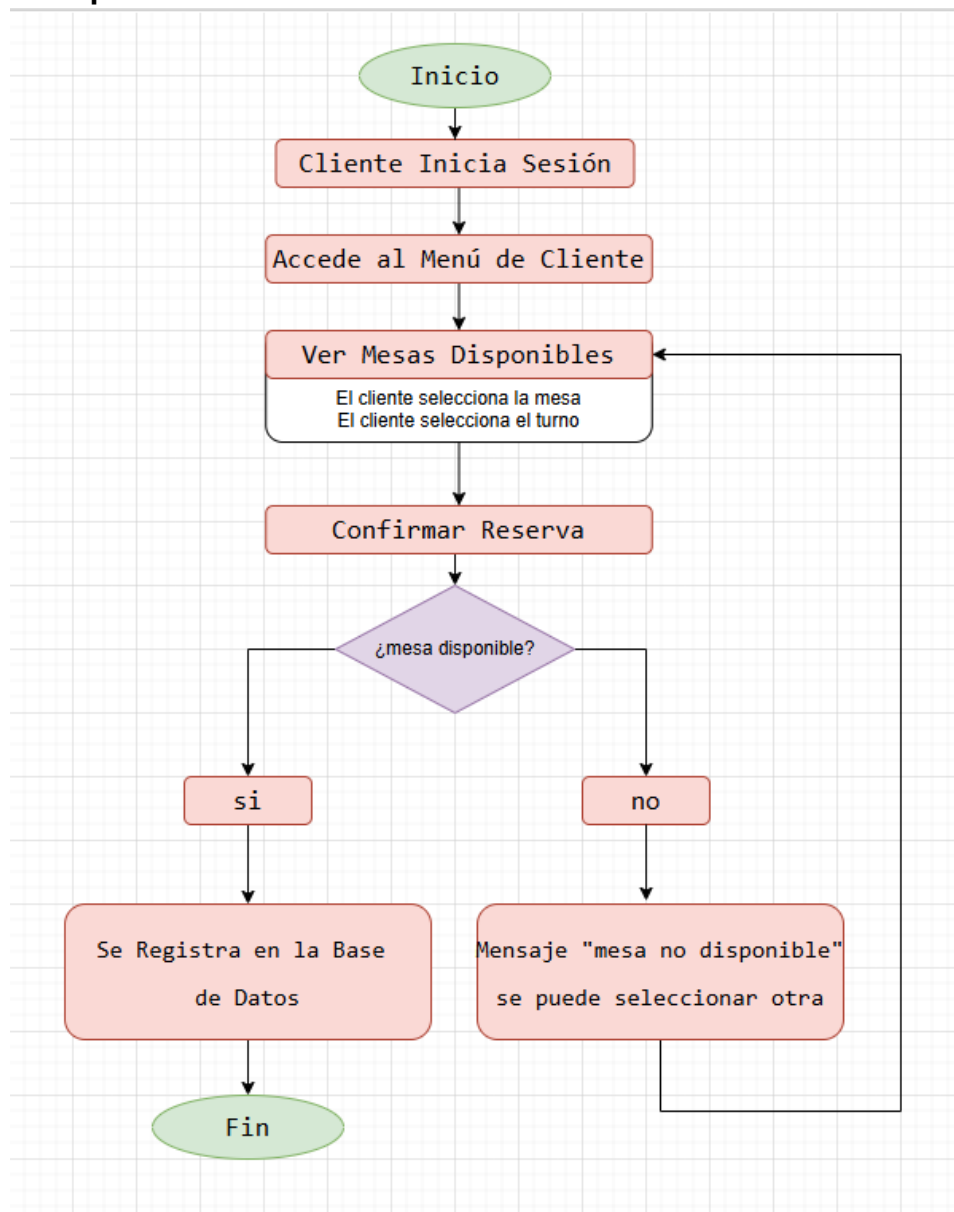 Inicio
Cliente Inicia Sesión
Accede al Menú de Cliente
Ver Mesas Disponibles
El cliente selecciona la mesa
El cliente selecciona el turno
Confirmar Reserva
¿mesa disponible?
si
no
Se Registra en la Base
de Datos
Mensaje "mesa no disponible"
se puede seleccionar otra
Fin